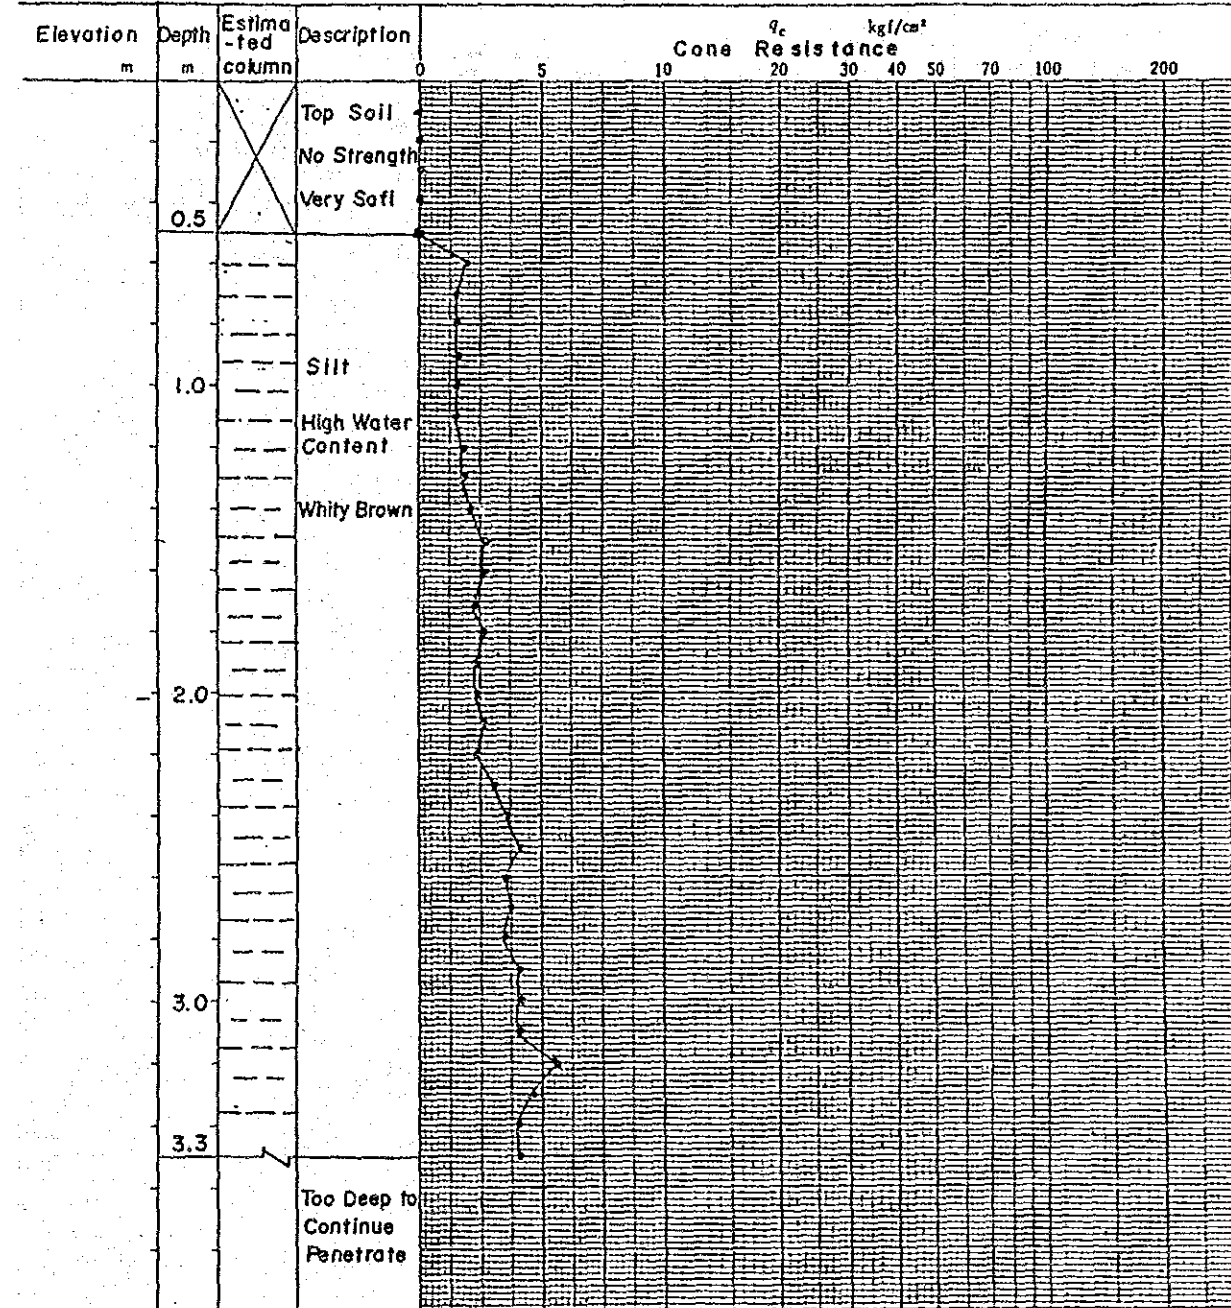 Elevation
m
Depth
m
Estima
-ted
column
Description
q_c kgf/cm²
Cone Resistance
0 5 10 20 30 40 50 70 100 200
Top Soil
No Strength
Very Soft
0.5
Silt
1.0
High Water
Content
Whity Brown
2.0
3.0
3.3
Too Deep to
Continue
Penetrate